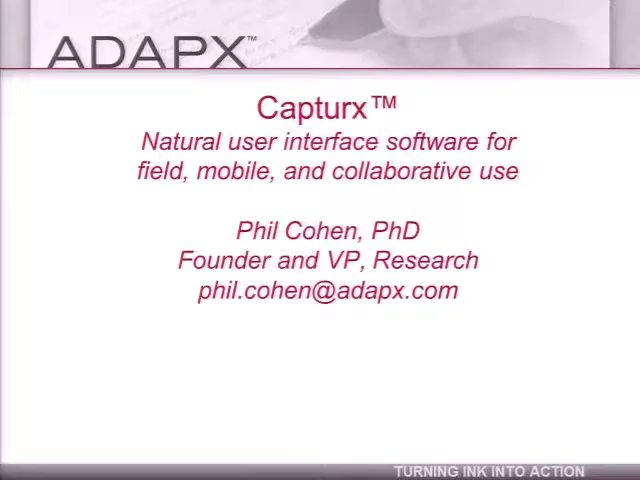 ADAPX™
Capturx™
Natural user interface software for
field, mobile, and collaborative use
Phil Cohen, PhD
Founder and VP, Research
phil.cohen@adapx.com
TURNING INK INTO ACTION